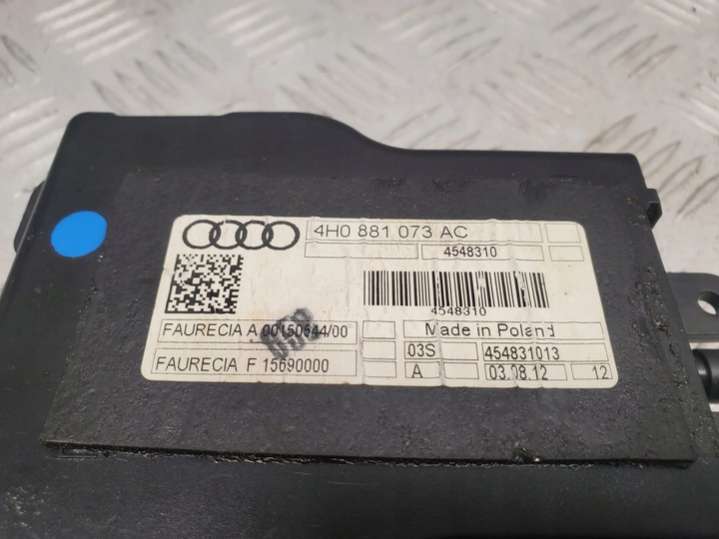 4H0 881 073 AC
4548310
4548310
FAURECIA A 00150644/00
Made in Poland
03S 454831013
FAURECIA F 15690000
A 03.08.12 12